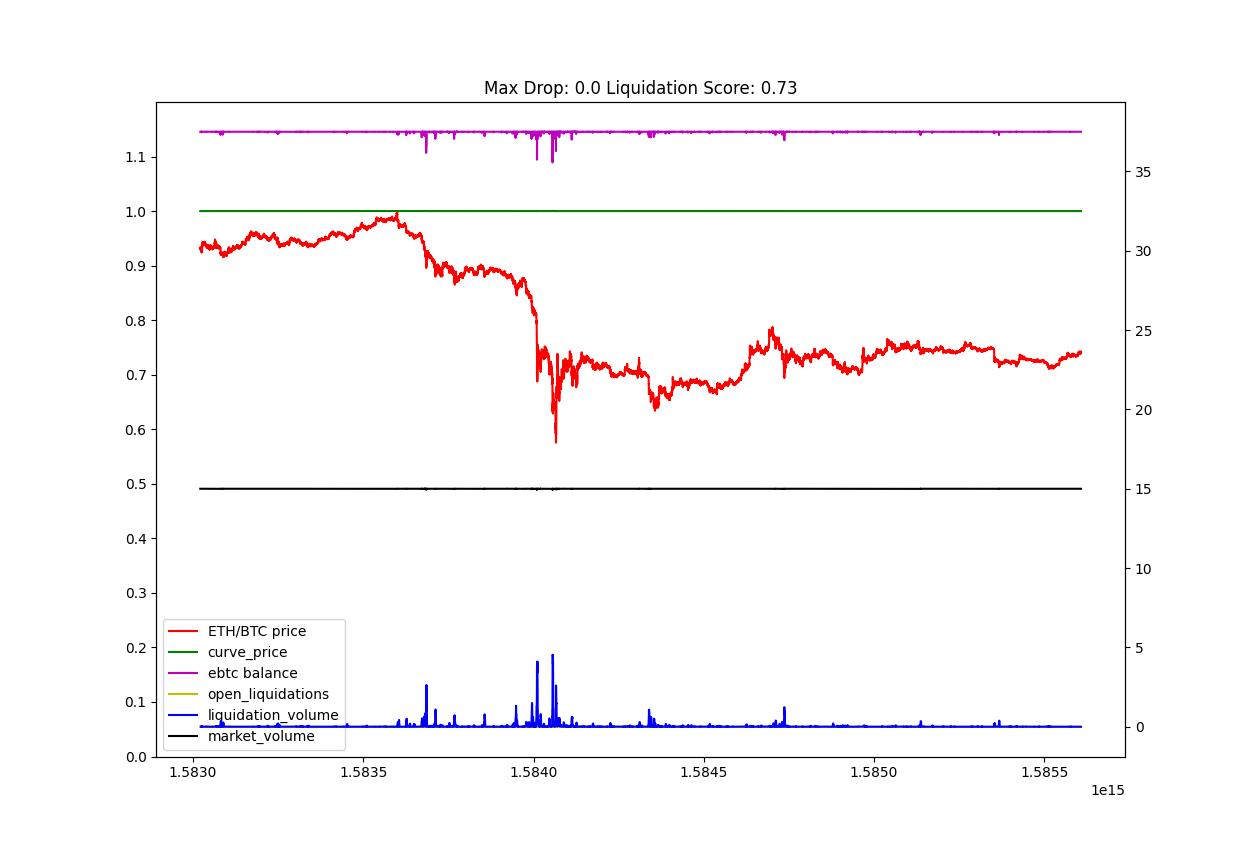 Max Drop: 0.0 Liquidation Score: 0.73
1.1
1.0
0.9
0.8
0.7
0.6
0.5
0.4
0.3
0.2
0.1
0.0
35
30
25
20
15
10
5
0
ETH/BTC price
curve_price
ebtc balance
open_liquidations
liquidation_volume
market_volume
1.5830 1.5835 1.5840 1.5845 1.5850 1.5855
1e15